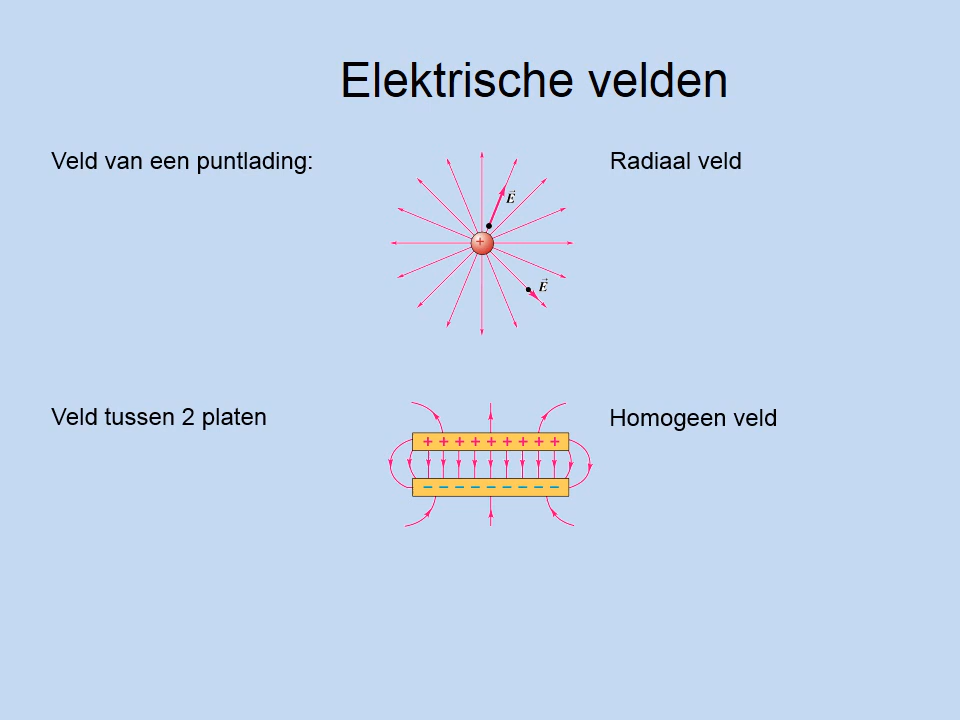 Elektrische velden
Veld van een puntlading:
Radiaal veld
E⃗
+
E⃗
Veld tussen 2 platen
Homogeen veld
+ + + + + + + + +
− − − − − − − − −